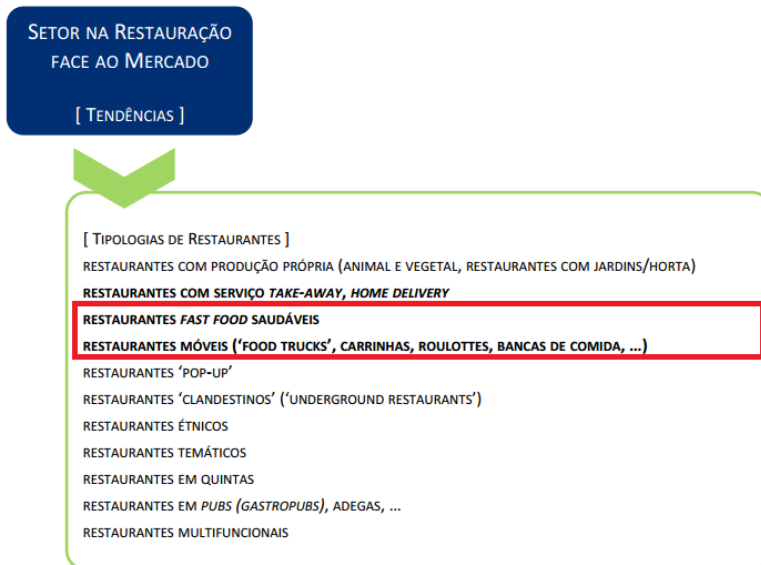 SETOR NA RESTAURAÇÃO
FACE AO MERCADO
[ TENDÊNCIAS ]
[ TIPOLOGIAS DE RESTAURANTES ]
RESTAURANTES COM PRODUÇÃO PRÓPRIA (ANIMAL E VEGETAL, RESTAURANTES COM JARDINS/HORTA)
RESTAURANTES COM SERVIÇO TAKE-AWAY, HOME DELIVERY
RESTAURANTES FAST FOOD SAUDÁVEIS
RESTAURANTES MÓVEIS (‘FOOD TRUCKS’, CARRINHAS, ROULOTTES, BANCAS DE COMIDA, ...)
RESTAURANTES ‘POP-UP’
RESTAURANTES ‘CLANDESTINOS’ (‘UNDERGROUND RESTAURANTS’)
RESTAURANTES ÉTNICOS
RESTAURANTES TEMÁTICOS
RESTAURANTES EM QUINTAS
RESTAURANTES EM PUBS (GASTROPUBS), ADEGAS, ...
RESTAURANTES MULTIFUNCIONAIS